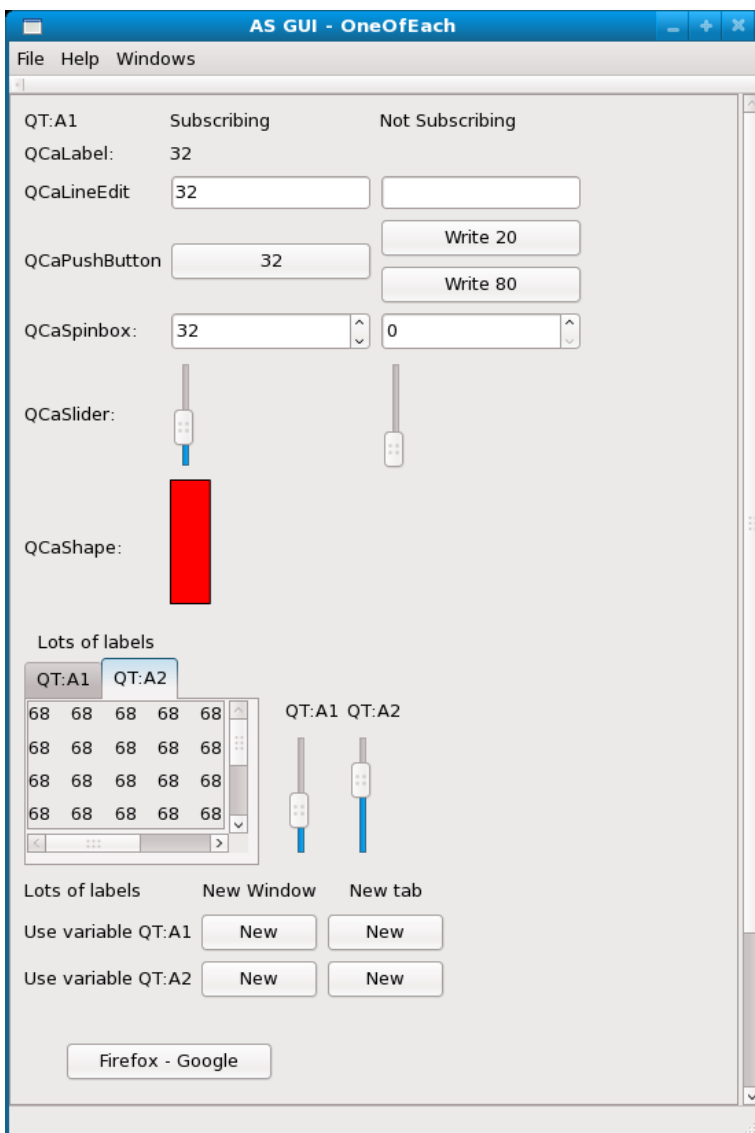 AS GUI - OneOfEach
File Help Windows
QT:A1 Subscribing Not Subscribing
QCaLabel: 32
QCaLineEdit 32
Write 20
QCaPushButton 32
Write 80
QCaSpinbox: 32 0
QCaSlider:
QCaShape:
Lots of labels
QT:A1 QT:A2
68 68 68 68 68 QT:A1 QT:A2
68 68 68 68 68
68 68 68 68 68
68 68 68 68 68
Lots of labels New Window New tab
Use variable QT:A1 New New
Use variable QT:A2 New New
Firefox - Google